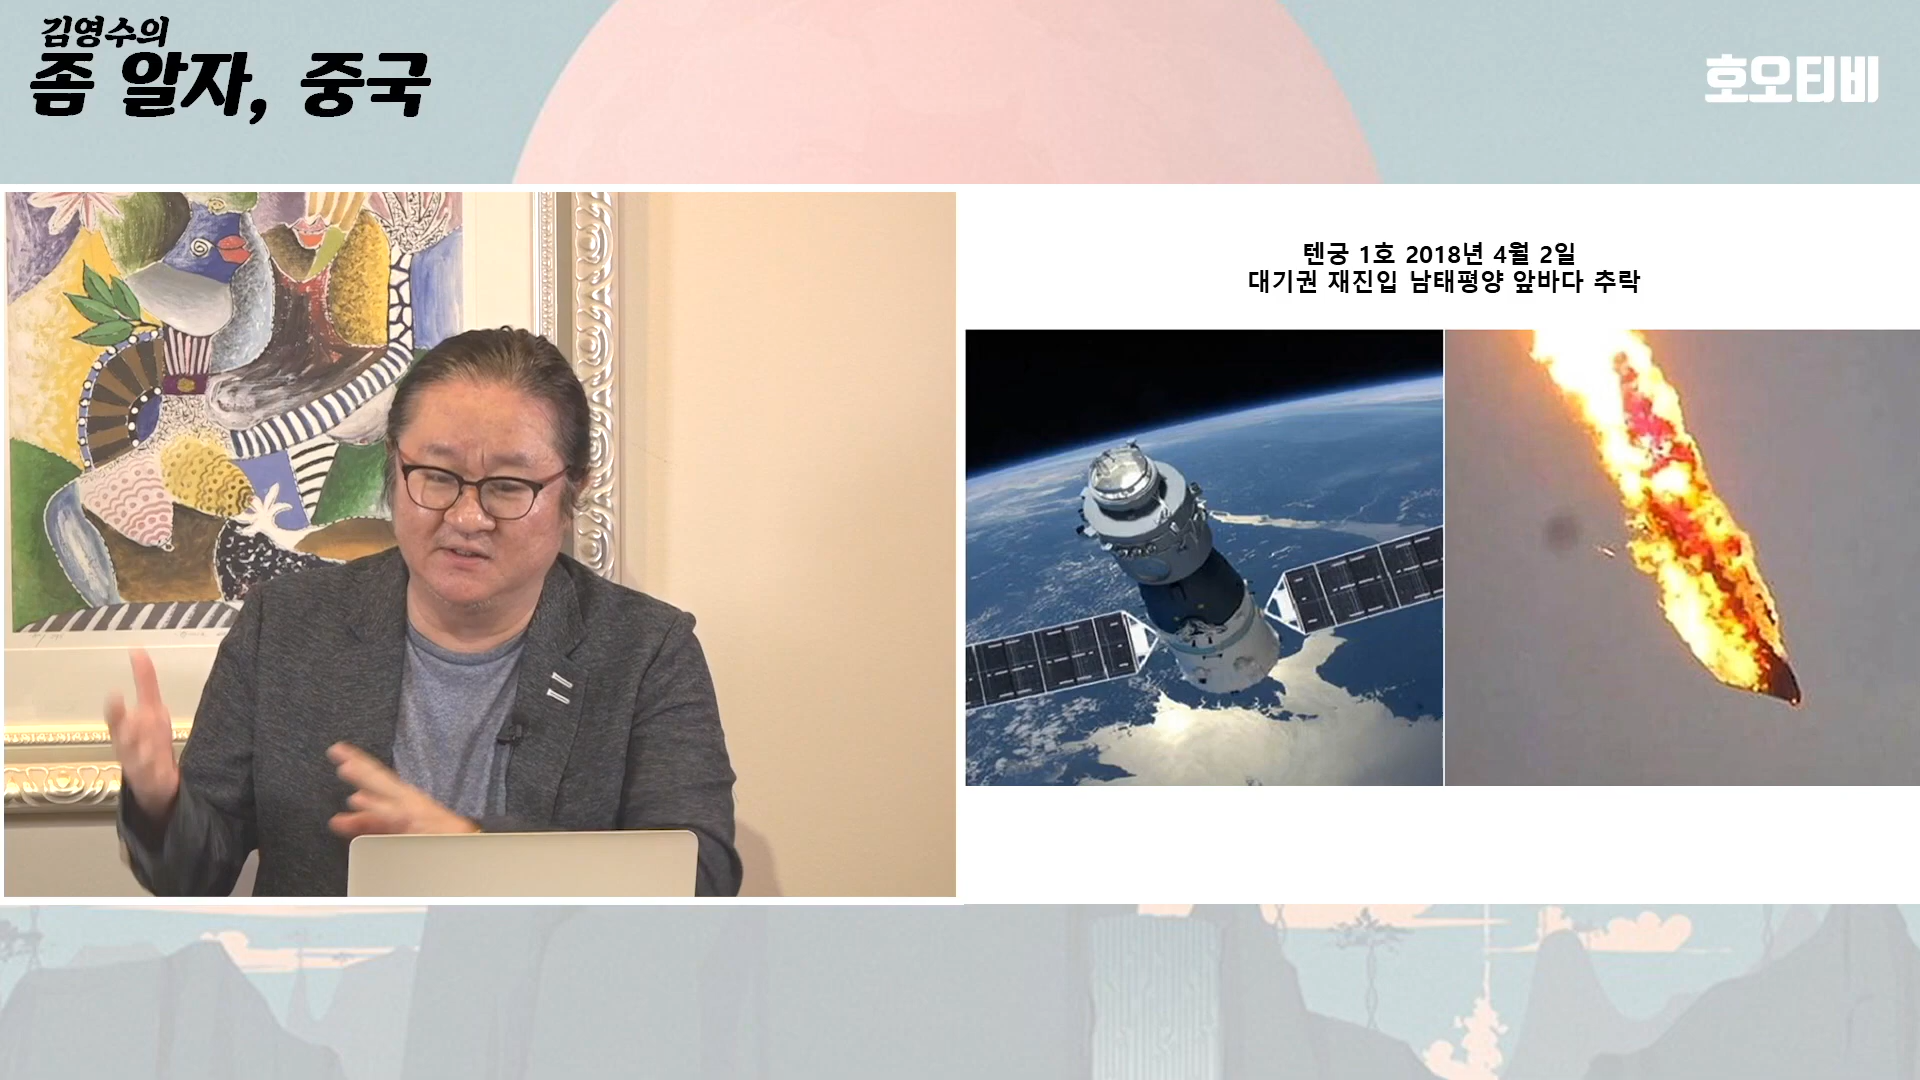 김영수의
좀 알자, 중국
호오티비
텐궁 1호 2018년 4월 2일
대기권 재진입 남태평양 앞바다 추락